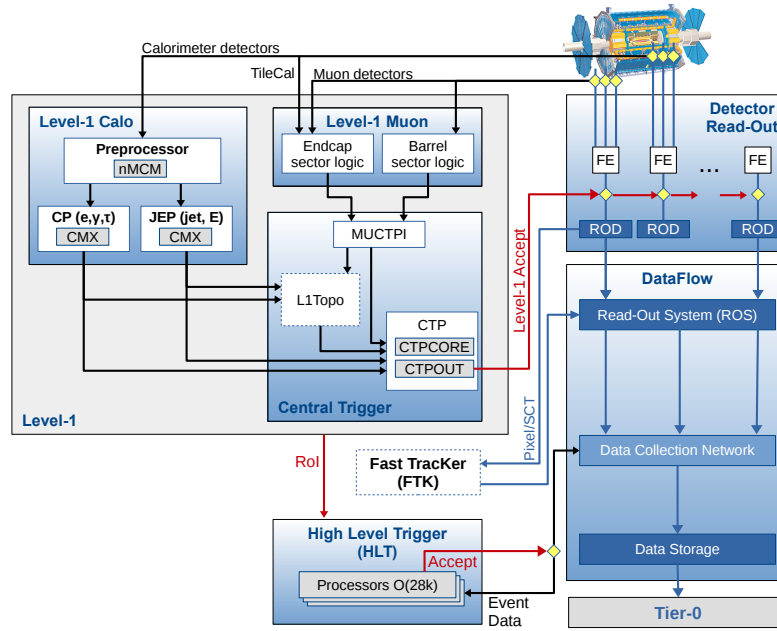 Calorimeter detectors
TileCal
Muon detectors
Level-1 Calo
Preprocessor
nMCM
CP (e,γ,τ)
CMX
JEP (jet, E)
CMX
Level-1 Muon
Endcap
sector logic
Barrel
sector logic
MUCTPI
L1Topo
CTP
CTPCORE
CTPOUT
Central Trigger
Level-1
Level-1 Accept
Detector
Read-Out
FE
FE
...
FE
ROD
ROD
ROD
DataFlow
Read-Out System (ROS)
Pixel/SCT
RoI
Fast TracKer
(FTK)
Data Collection Network
High Level Trigger
(HLT)
Accept
Processors O(28k)
Event
Data
Data Storage
Tier-0